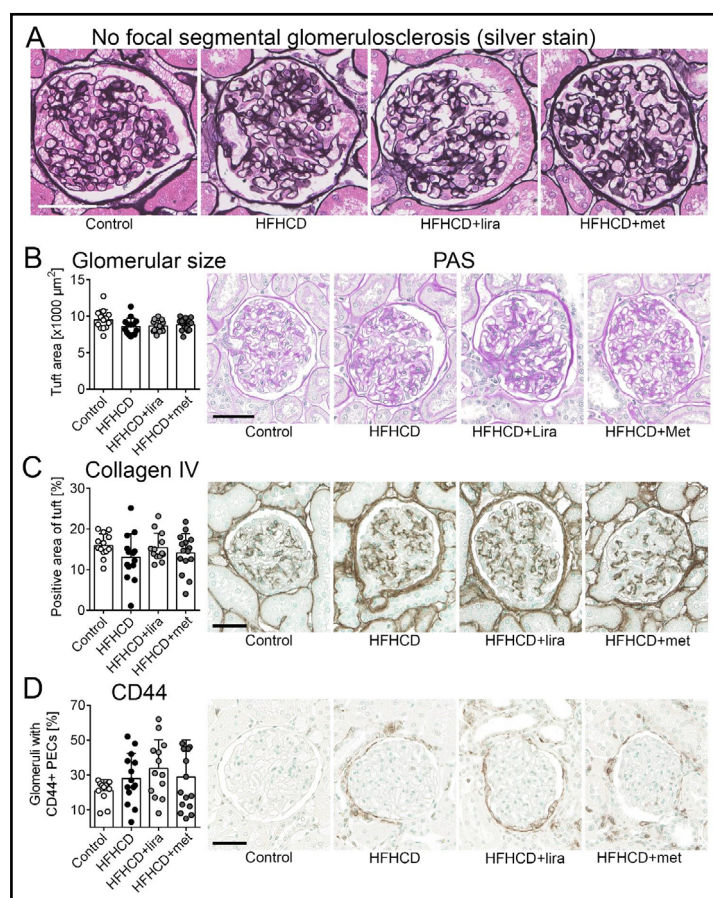 A No focal segmental glomerulosclerosis (silver stain)
Control HFHCD HFHCD+lira HFHCD+met
B Glomerular size PAS
Tuft area [x1000 µm²]
15
10
5
0
Control HFHCD HFHCD+lira HFHCD+met
Control HFHCD HFHCD+Lira HFHCD+Met
C Collagen IV
Positive area of tuft [%]
30
20
10
0
Control HFHCD HFHCD+lira HFHCD+met
Control HFHCD HFHCD+lira HFHCD+met
D CD44
Glomeruli with
CD44+ PECs [%]
70
50
30
10
Control HFHCD HFHCD+lira HFHCD+met
Control HFHCD HFHCD+lira HFHCD+met